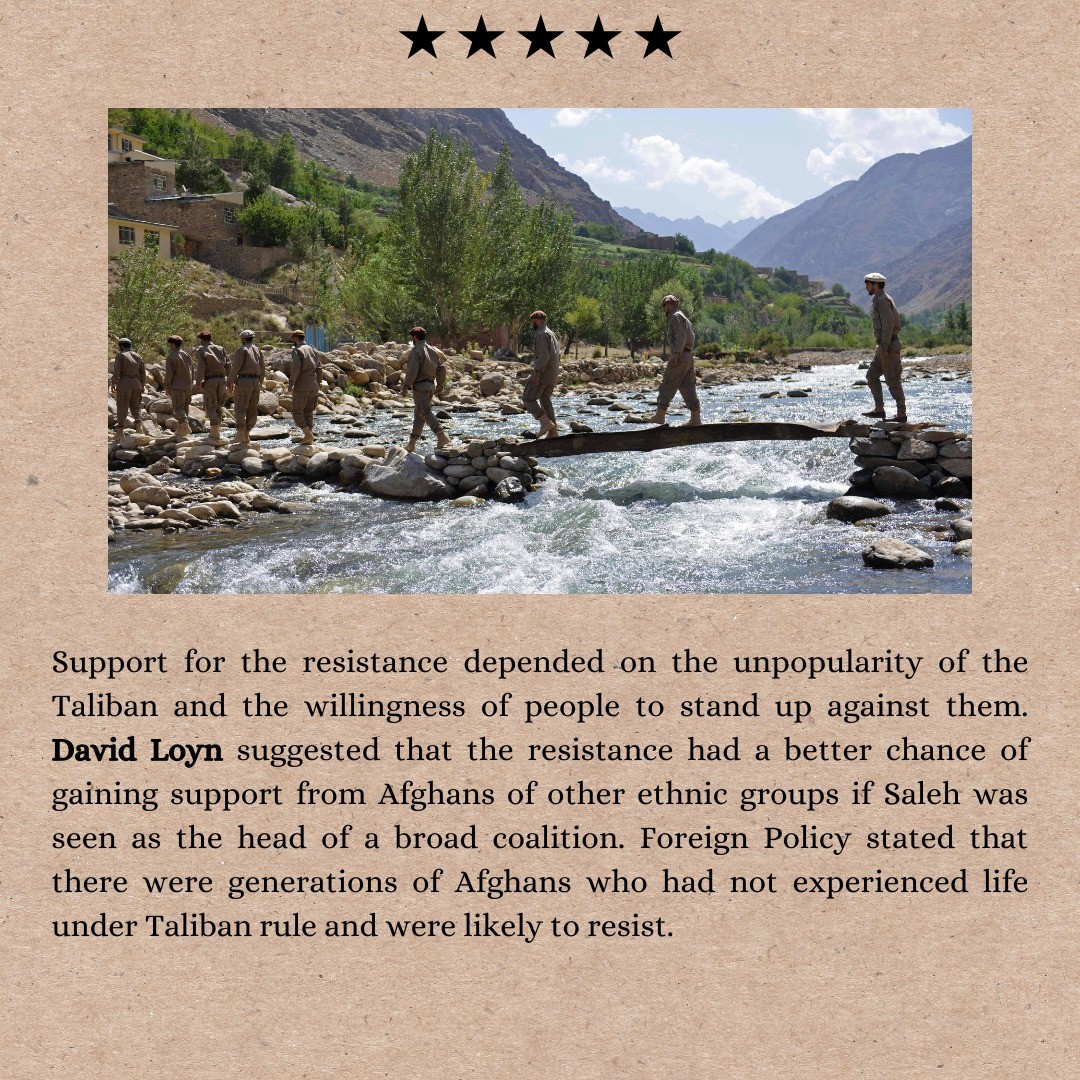 Support for the resistance depended on the unpopularity of the
Taliban and the willingness of people to stand up against them.
David Loyn suggested that the resistance had a better chance of
gaining support from Afghans of other ethnic groups if Saleh was
seen as the head of a broad coalition. Foreign Policy stated that
there were generations of Afghans who had not experienced life
under Taliban rule and were likely to resist.